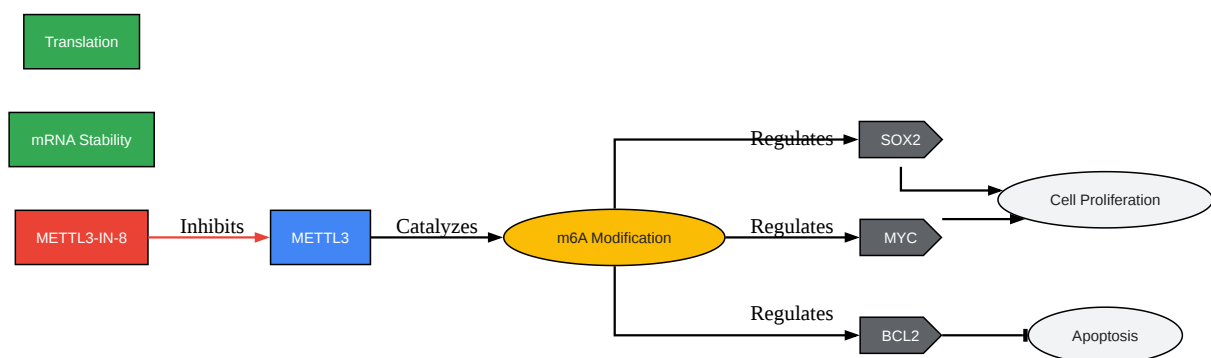 Translation
mRNA Stability
METTL3-IN-8
Inhibits
METTL3
Catalyzes
m6A Modification
Regulates
SOX2
Regulates
MYC
Cell Proliferation
Regulates
BCL2
Apoptosis